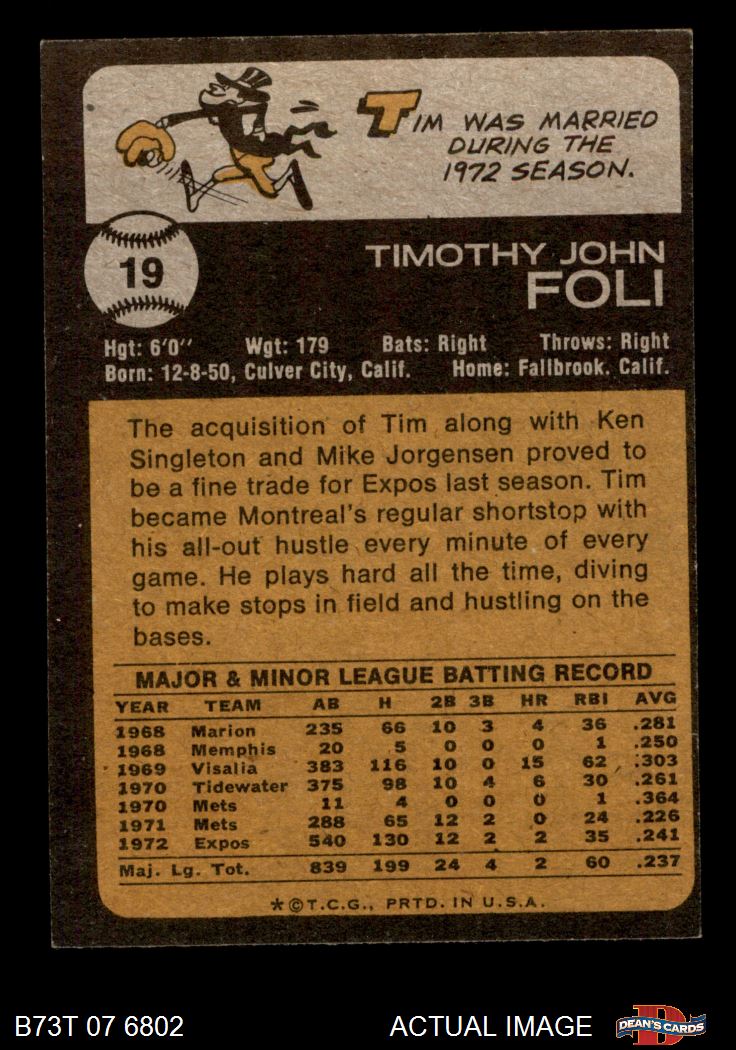 TIM WAS MARRIED
DURING THE
1972 SEASON.
19
TIMOTHY JOHN
FOLI
Hgt: 6'0" Wgt: 179 Bats: Right Throws: Right
Born: 12-8-50, Culver City, Calif. Home: Fallbrook, Calif.
The acquisition of Tim along with Ken
Singleton and Mike Jorgensen proved to
be a fine trade for Expos last season. Tim
became Montreal's regular shortstop with
his all-out hustle every minute of every
game. He plays hard all the time, diving
to make stops in field and hustling on the
bases.
MAJOR & MINOR LEAGUE BATTING RECORD
YEAR TEAM AB H 2B 3B HR RBI AVG
1968 Marion 235 66 10 3 4 36 .281
1968 Memphis 20 5 0 0 0 1 .250
1969 Visalia 383 116 10 0 15 62 .303
1970 Tidewater 375 98 10 4 6 30 .261
1970 Mets 11 4 0 0 0 1 .364
1971 Mets 288 65 12 2 0 24 .226
1972 Expos 540 130 12 2 2 35 .241
Maj. Lg. Tot. 839 199 24 4 2 60 .237
*©T.C.G., PRTD. IN U.S.A.
B73T 07 6802 ACTUAL IMAGE DEAN'S CARDS